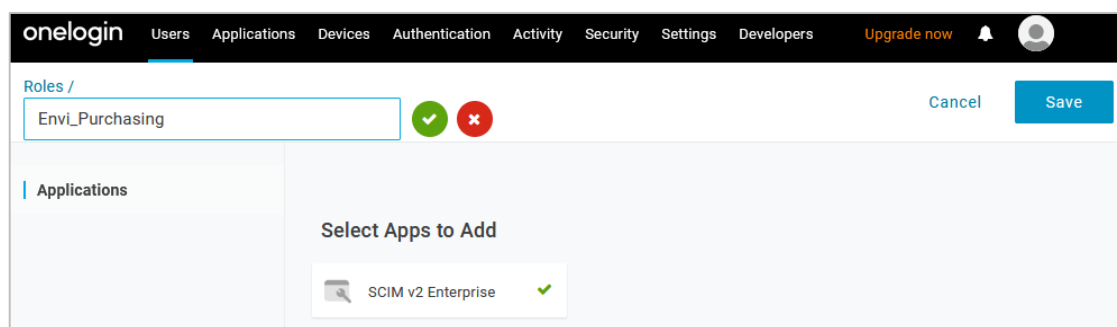 onelogin Users Applications Devices Authentication Activity Security Settings Developers Upgrade now
Roles /
Envi_Purchasing
Cancel Save
Applications
Select Apps to Add
SCIM v2 Enterprise